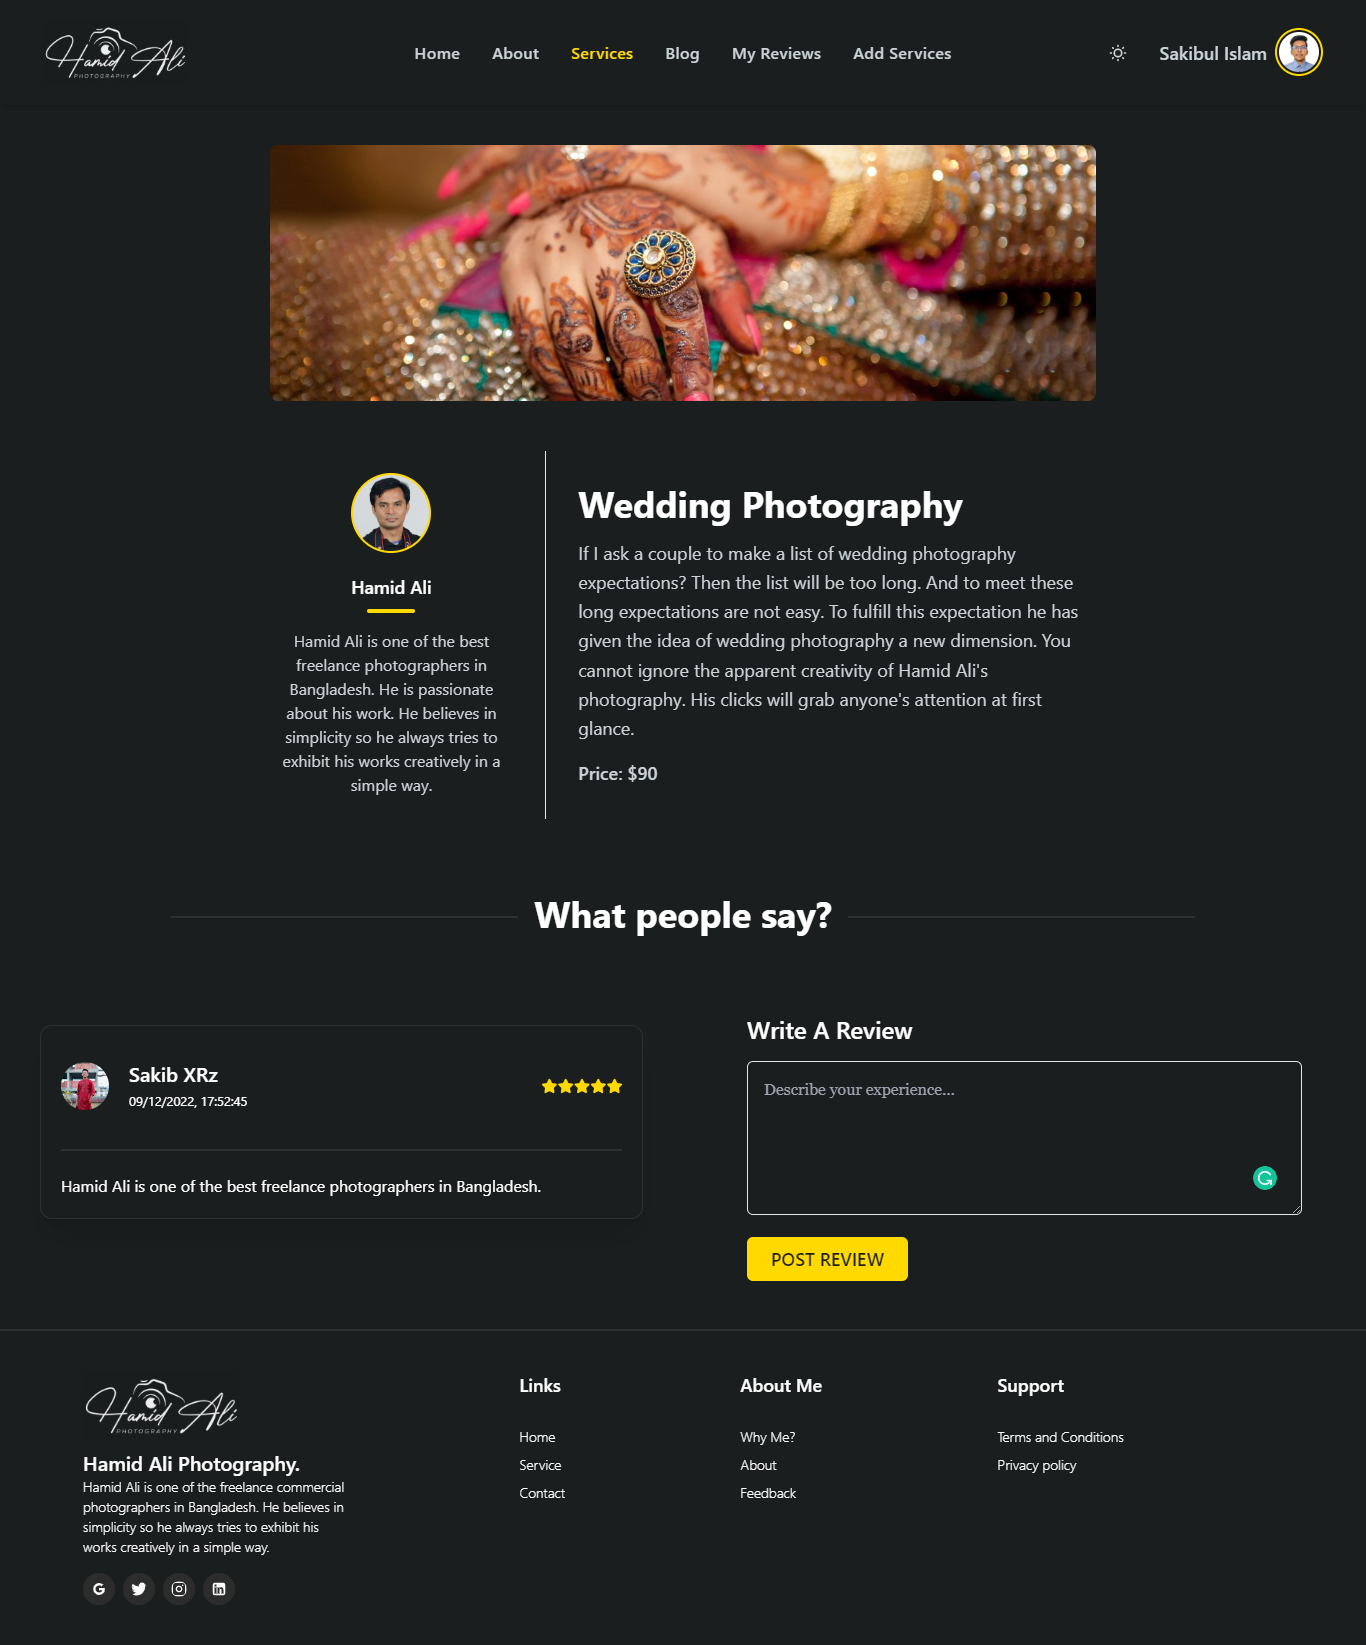 Hamid Ali
PHOTOGRAPHY
Home
About
Services
Blog
My Reviews
Add Services
Sakibul Islam
Hamid Ali
Hamid Ali is one of the best
freelance photographers in
Bangladesh. He is passionate
about his work. He believes in
simplicity so he always tries to
exhibit his works creatively in a
simple way.
Wedding Photography
If I ask a couple to make a list of wedding photography
expectations? Then the list will be too long. And to meet these
long expectations are not easy. To fulfill this expectation he has
given the idea of wedding photography a new dimension. You
cannot ignore the apparent creativity of Hamid Ali's
photography. His clicks will grab anyone's attention at first
glance.
Price: $90
What people say?
Sakib XRz
09/12/2022, 17:52:45
Hamid Ali is one of the best freelance photographers in Bangladesh.
Write A Review
Describe your experience...
POST REVIEW
Hamid Ali
PHOTOGRAPHY
Hamid Ali Photography.
Hamid Ali is one of the freelance commercial
photographers in Bangladesh. He believes in
simplicity so he always tries to exhibit his
works creatively in a simple way.
Links
Home
Service
Contact
About Me
Why Me?
About
Feedback
Support
Terms and Conditions
Privacy policy